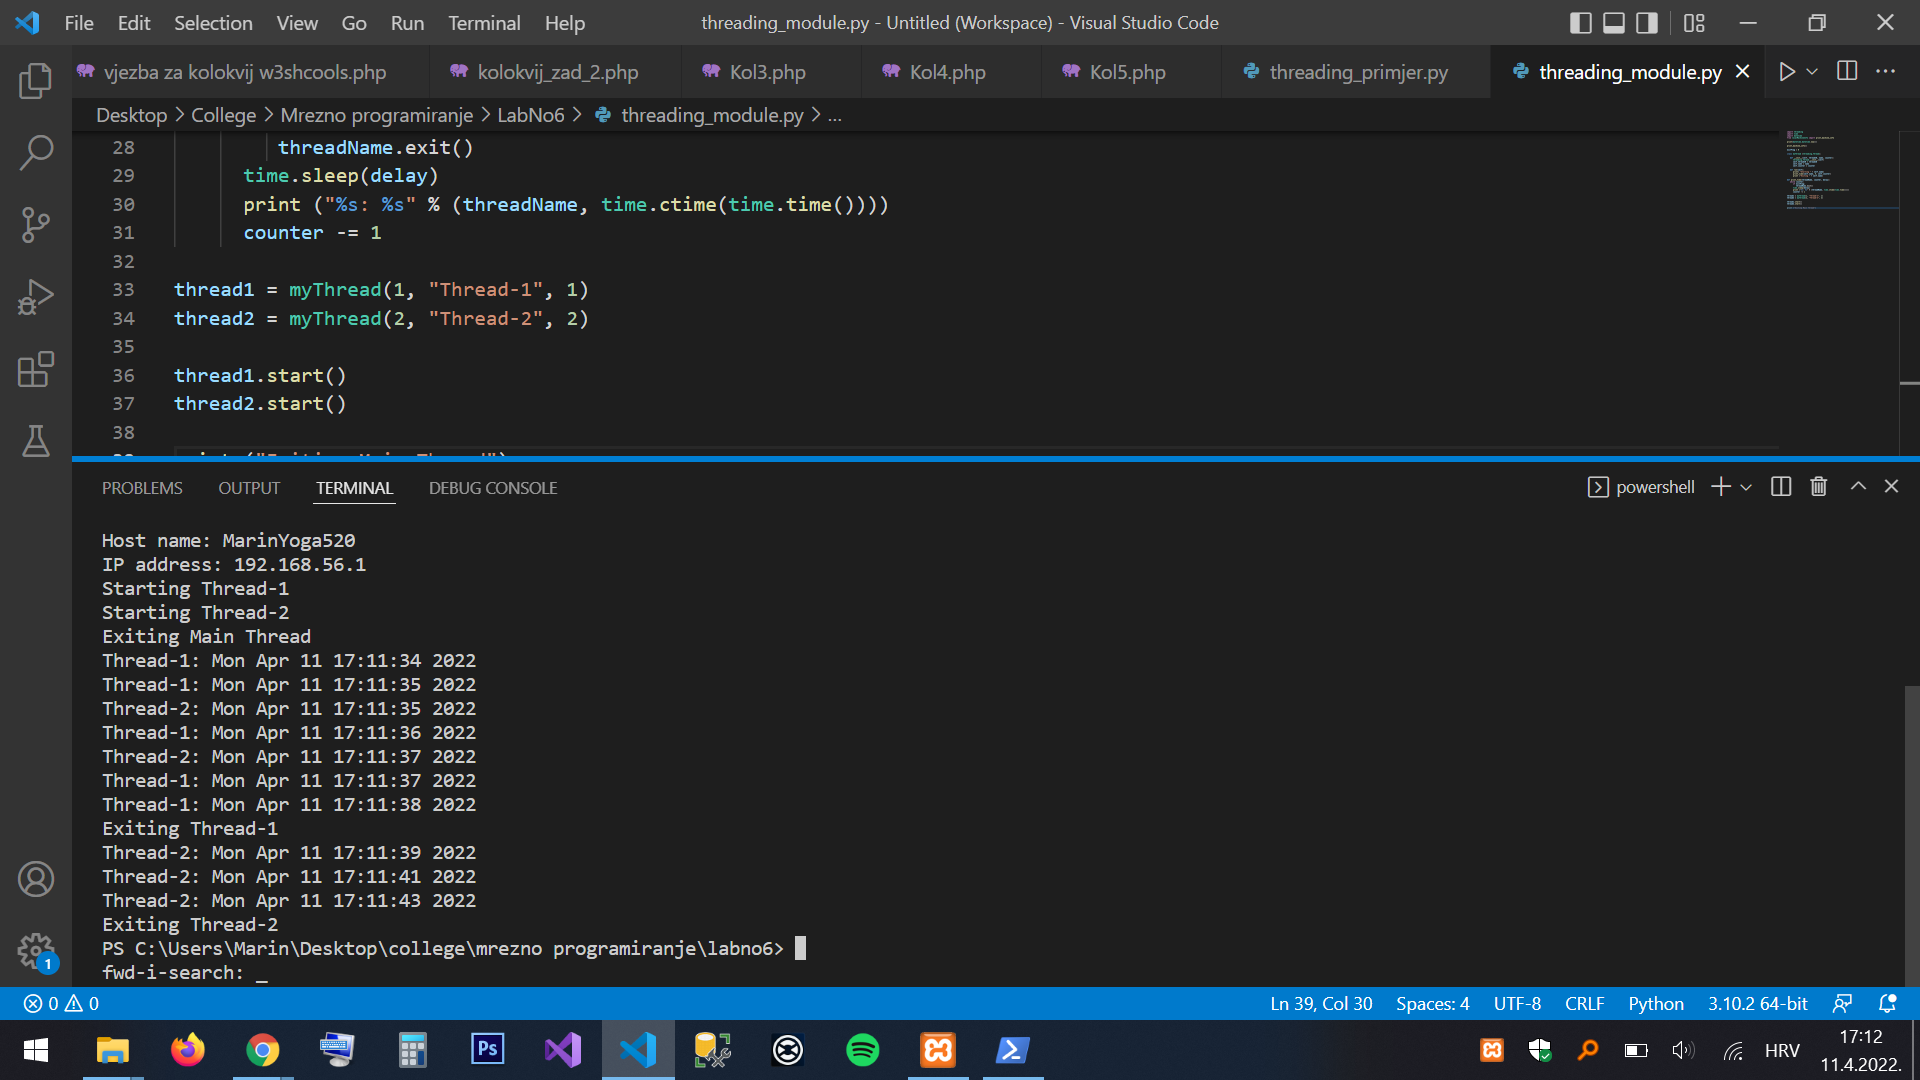 File Edit Selection View Go Run Terminal Help threading_module.py - Untitled (Workspace) - Visual Studio Code
vjezba za kolokvij w3shcools.php kolokvij_zad_2.php Kol3.php Kol4.php Kol5.php threading_primjer.py threading_module.py
Desktop > College > Mrezno programiranje > LabNo6 > threading_module.py > ...
28 threadName.exit()
29 time.sleep(delay)
30 print ("%s: %s" % (threadName, time.ctime(time.time())))
31 counter -= 1
32
33 thread1 = myThread(1, "Thread-1", 1)
34 thread2 = myThread(2, "Thread-2", 2)
35
36 thread1.start()
37 thread2.start()
38
PROBLEMS OUTPUT TERMINAL DEBUG CONSOLE powershell
Host name: MarinYoga520
IP address: 192.168.56.1
Starting Thread-1
Starting Thread-2
Exiting Main Thread
Thread-1: Mon Apr 11 17:11:34 2022
Thread-1: Mon Apr 11 17:11:35 2022
Thread-2: Mon Apr 11 17:11:35 2022
Thread-1: Mon Apr 11 17:11:36 2022
Thread-2: Mon Apr 11 17:11:37 2022
Thread-1: Mon Apr 11 17:11:37 2022
Thread-1: Mon Apr 11 17:11:38 2022
Exiting Thread-1
Thread-2: Mon Apr 11 17:11:39 2022
Thread-2: Mon Apr 11 17:11:41 2022
Thread-2: Mon Apr 11 17:11:43 2022
Exiting Thread-2
PS C:\Users\Marin\Desktop\college\mrezno programiranje\labno6>
fwd-i-search: _
1
0 0 Ln 39, Col 30 Spaces: 4 UTF-8 CRLF Python 3.10.2 64-bit
Ps HRV 17:12
11.4.2022.